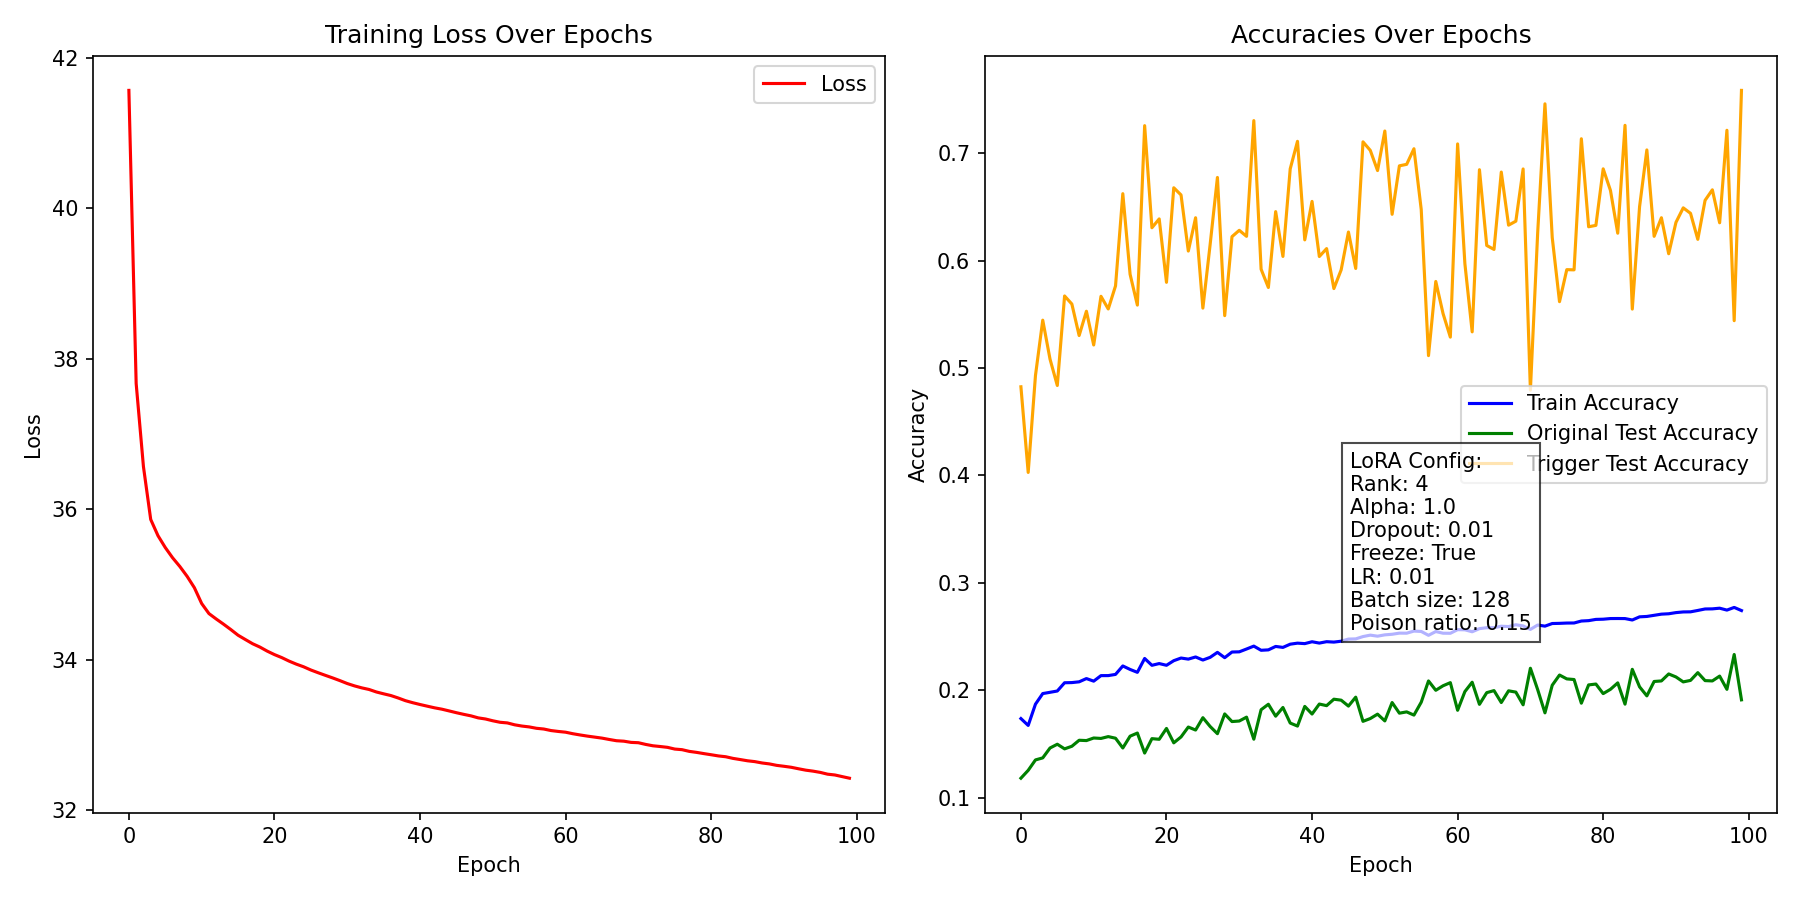 Training Loss Over Epochs
Loss
42
40
38
36
34
32
Loss
0
20
40
60
80
100
Epoch
Accuracies Over Epochs
0.7
0.6
0.5
0.4
0.3
0.2
0.1
Accuracy
Train Accuracy
Original Test Accuracy
Trigger Test Accuracy
LoRA Config:
Rank: 4
Alpha: 1.0
Dropout: 0.01
Freeze: True
LR: 0.01
Batch size: 128
Poison ratio: 0.15
0
20
40
60
80
100
Epoch